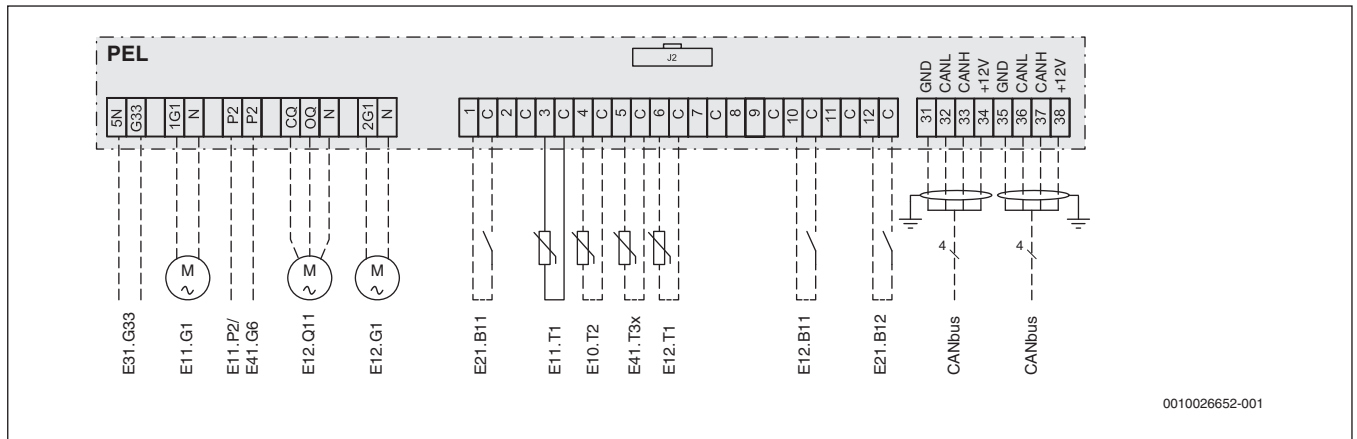 PEL
J2
5N G33 1G1 N P2 P2 CQ OQ N 2G1 N
1 C 2 C 3 C 4 C 5 C 6 C 7 C 8 C 9 C 10 C 11 C 12 C
GND CANL CANH +12V GND CANL CANH +12V
31 32 33 34 35 36 37 38
M
M
M
4
4
E31.G33
E11.G1
E11.P2/
E41.G6
E12.Q11
E12.G1
E21.B11
E11.T1
E10.T2
E41.T3x
E12.T1
E12.B11
E21.B12
CANbus
CANbus
0010026652-001